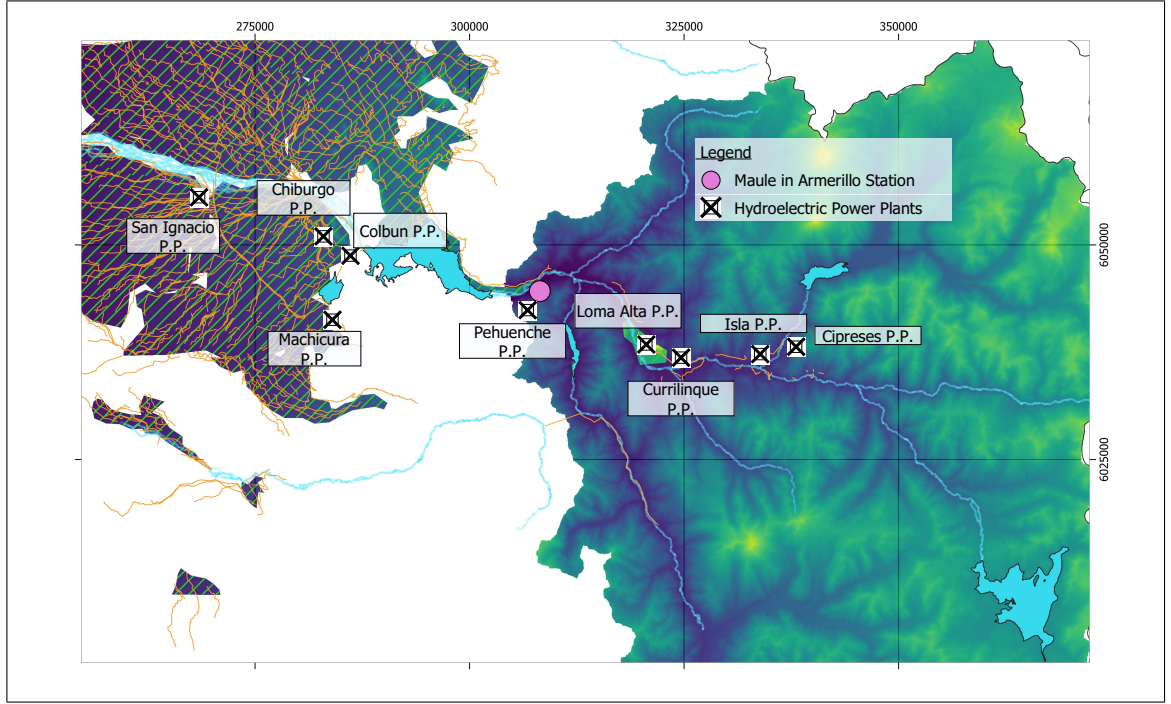 275000
300000
325000
350000
Legend
Maule in Armerillo Station
Hydroelectric Power Plants
Chiburgo
P.P.
San Ignacio
P.P.
Colbun P.P.
6050000
Loma Alta P.P.
Isla P.P.
Cipreses P.P.
Pehuenche
P.P.
Machicura
P.P.
Currilinque
P.P.
6025000